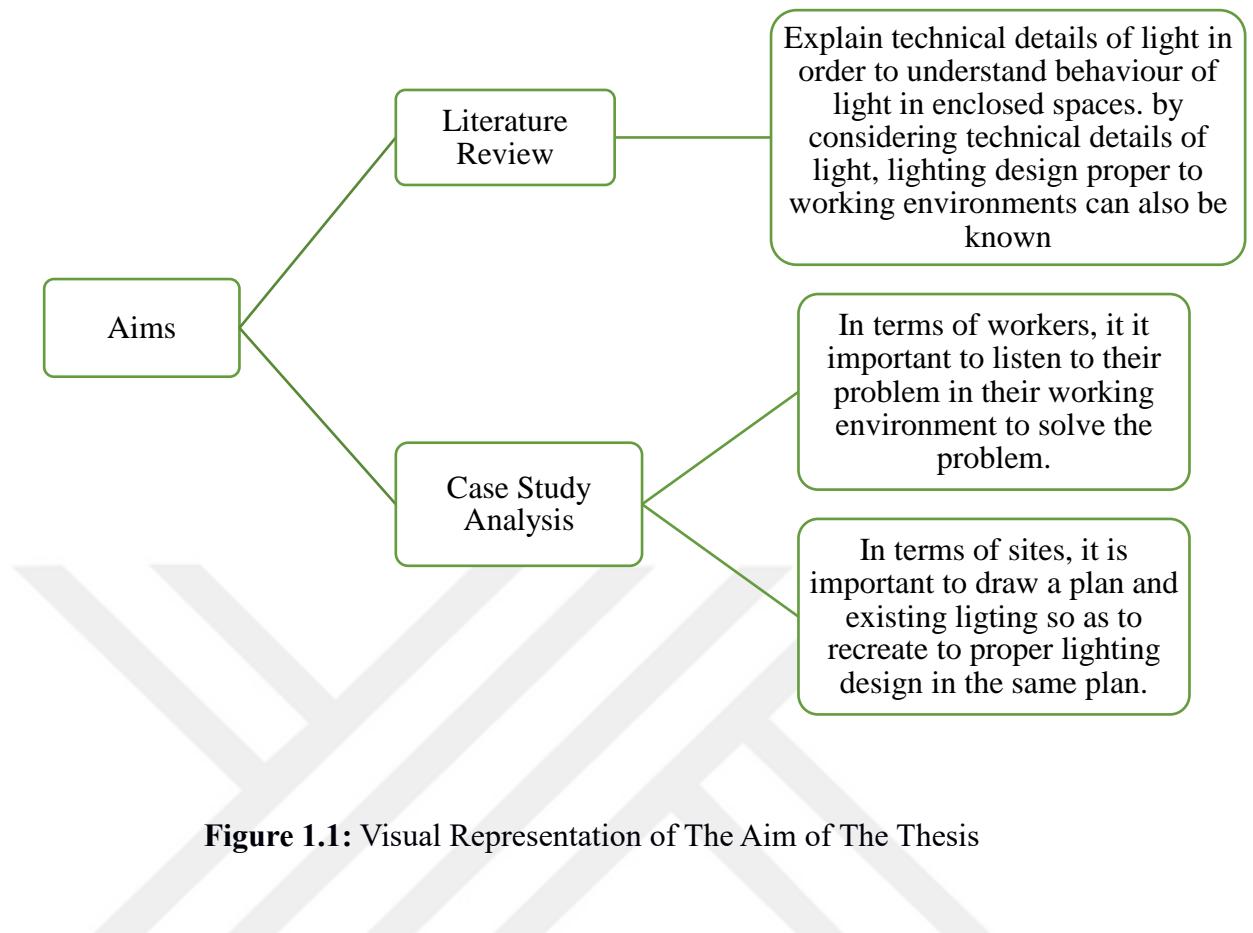 Explain technical details of light in
order to understand behaviour of
light in enclosed spaces. by
considering technical details of
light, lighting design proper to
working environments can also be
known
Literature
Review
Aims
In terms of workers, it it
important to listen to their
problem in their working
environment to solve the
problem.
Case Study
Analysis
In terms of sites, it is
important to draw a plan and
existing ligting so as to
recreate to proper lighting
design in the same plan.
Figure 1.1: Visual Representation of The Aim of The Thesis